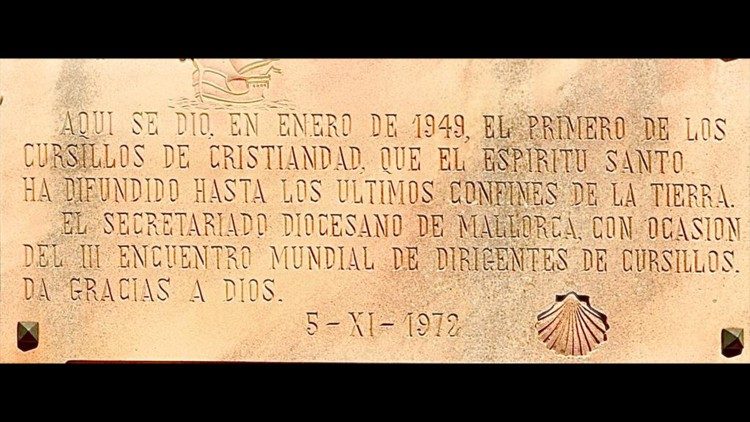 AQUI SE DIO, EN ENERO DE 1949, EL PRIMERO DE LOS
CURSILLOS DE CRISTIANDAD, QUE EL ESPIRITU SANTO
HA DIFUNDIDO HASTA LOS ULTIMOS CONFINES DE LA TIERRA.
EL SECRETARIADO DIOCESANO DE MALLORCA, CON OCASION
DEL III ENCUENTRO MUNDIAL DE DIRIGENTES DE CURSILLOS.
DA GRACIAS A DIOS.
5-XI-1972